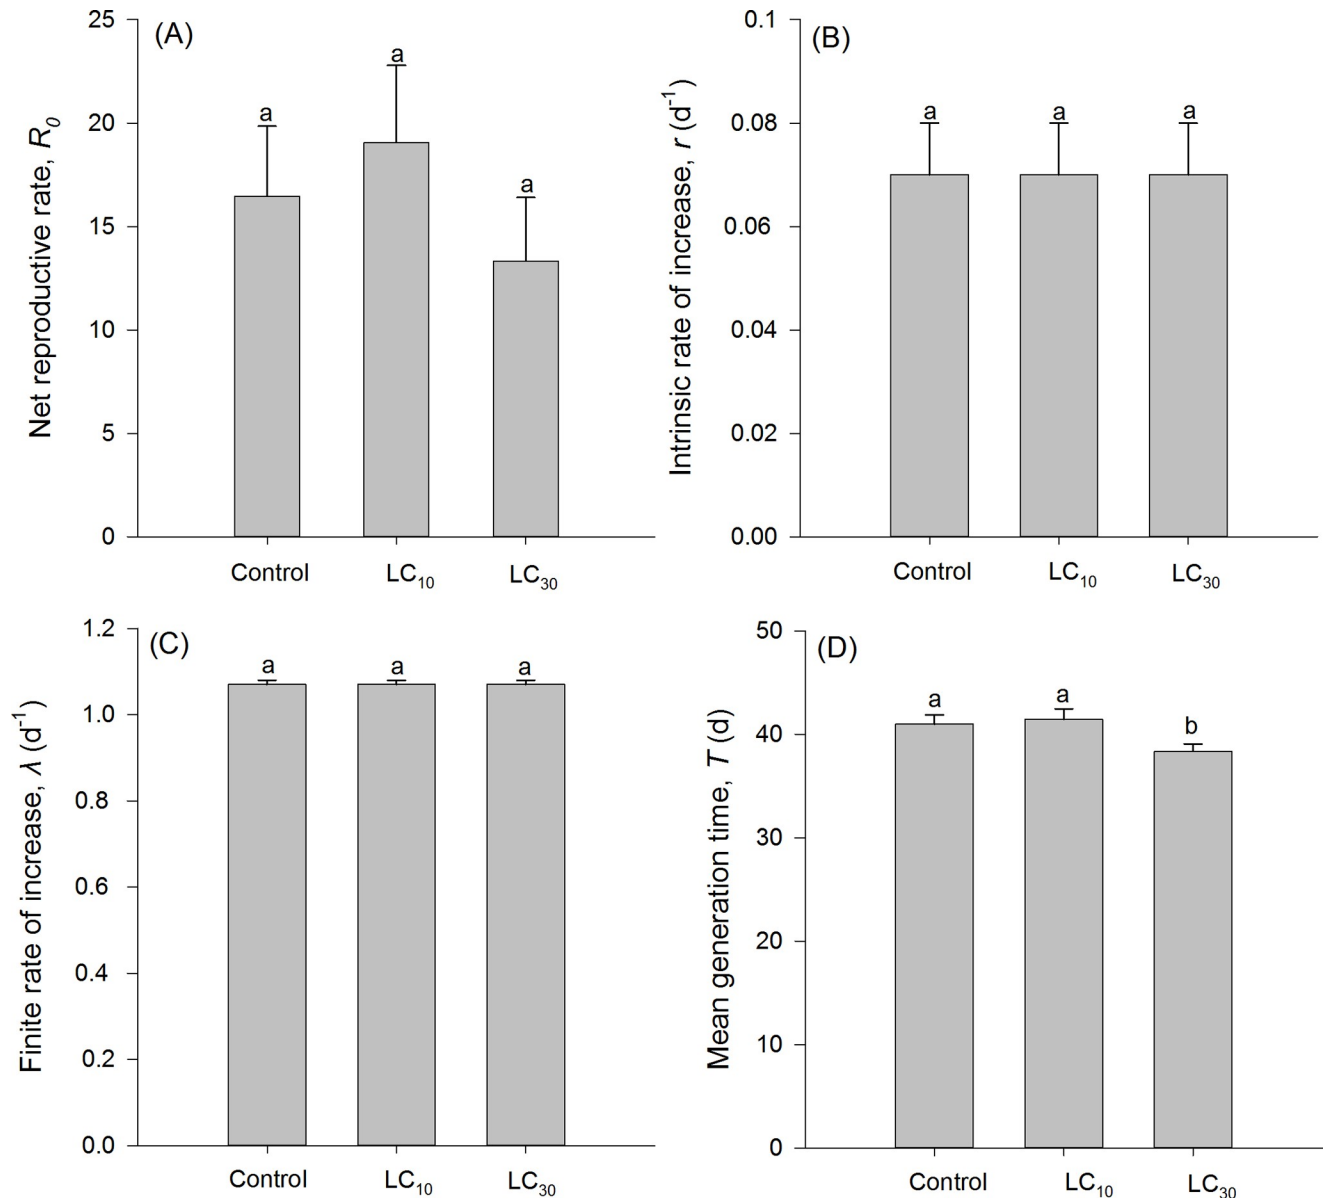 (A)
Net reproductive rate, R₀
25
20
15
10
5
0
a
a
a
Control
LC₁₀
LC₃₀
(B)
Intrinsic rate of increase, r (d⁻¹)
0.1
0.08
0.06
0.04
0.02
0.00
a
a
a
Control
LC₁₀
LC₃₀
(C)
Finite rate of increase, λ (d⁻¹)
1.2
1.0
0.8
0.6
0.4
0.2
0.0
a
a
a
Control
LC₁₀
LC₃₀
(D)
Mean generation time, T (d)
50
40
30
20
10
0
a
a
b
Control
LC₁₀
LC₃₀